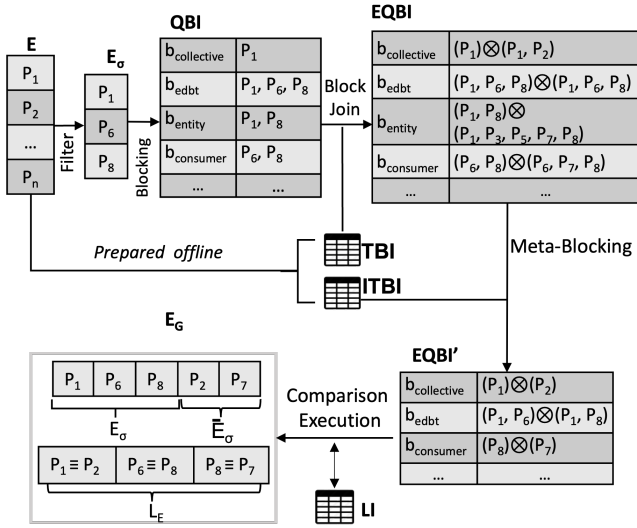 E
P1
P2
...
Pn
Filter
Eσ
P1
P6
P8
Blocking
QBI
bcollective P1
bedbt P1, P6, P8
bentity P1, P8
bconsumer P6, P8
... ...
Block
Join
EQBI
bcollective (P1)⊗(P1, P2)
bedbt (P1, P6, P8)⊗(P1, P6, P8)
bentity (P1, P8)⊗
(P1, P3, P5, P7, P8)
bconsumer (P6, P8)⊗(P6, P7, P8)
... ...
Prepared offline
TBI
ITBI
Meta-Blocking
EQBI’
bcollective (P1)⊗(P2)
bedbt (P1, P6)⊗(P1, P8)
bconsumer (P8)⊗(P7)
... ...
Comparison
Execution
LI
EG
P1 P6 P8 P2 P7
Eσ Ēσ
P1 ≡ P2 P6 ≡ P8 P8 ≡ P7
LE